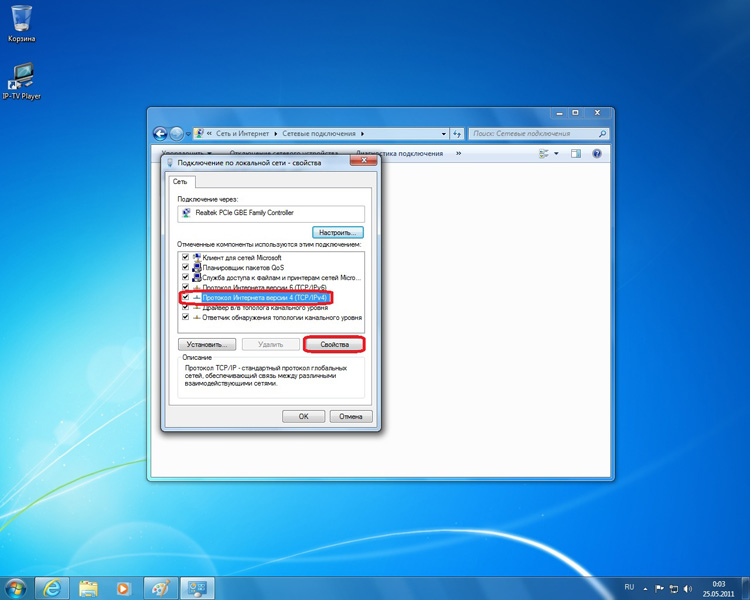 Корзина
IP-TV Player
« Сеть и Интернет Сетевые подключения
Поиск: Сетевые подключения
Диагностика подключения »
Подключение по локальной сети - свойства
Сеть
Подключение через:
Realtek PCIe GBE Family Controller
Настроить...
Отмеченные компоненты используются этим подключением:
Клиент для сетей Microsoft
Планировщик пакетов QoS
Служба доступа к файлам и принтерам сетей Micro...
Протокол Интернета версии 6 (TCP/IPv6)
Протокол Интернета версии 4 (TCP/IPv4)
Драйвер в/в тополога канального уровня
Ответчик обнаружения топологии канального уровня
Установить... Удалить Свойства
Описание
Протокол TCP/IP - стандартный протокол глобальных
сетей, обеспечивающий связь между различными
взаимодействующими сетями.
OK Отмена
RU
0:03
25.05.2011